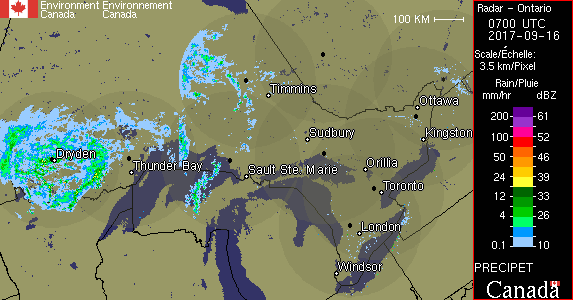 Environment Environnement
Canada Canada
100 KM
Timmins
Ottawa
Sudbury
Kingston
Dryden
Thunder Bay
Sault Ste. Marie
Orillia
Toronto
London
Windsor
Radar - Ontario
0700 UTC
2017-09-16
Scale/Échelle:
3.5 km/Pixel
Rain/Pluie
mm/hr dBZ
200 61
100 52
50 46
24 39
12 33
4 26
0.1 10
PRECIPET
Canada